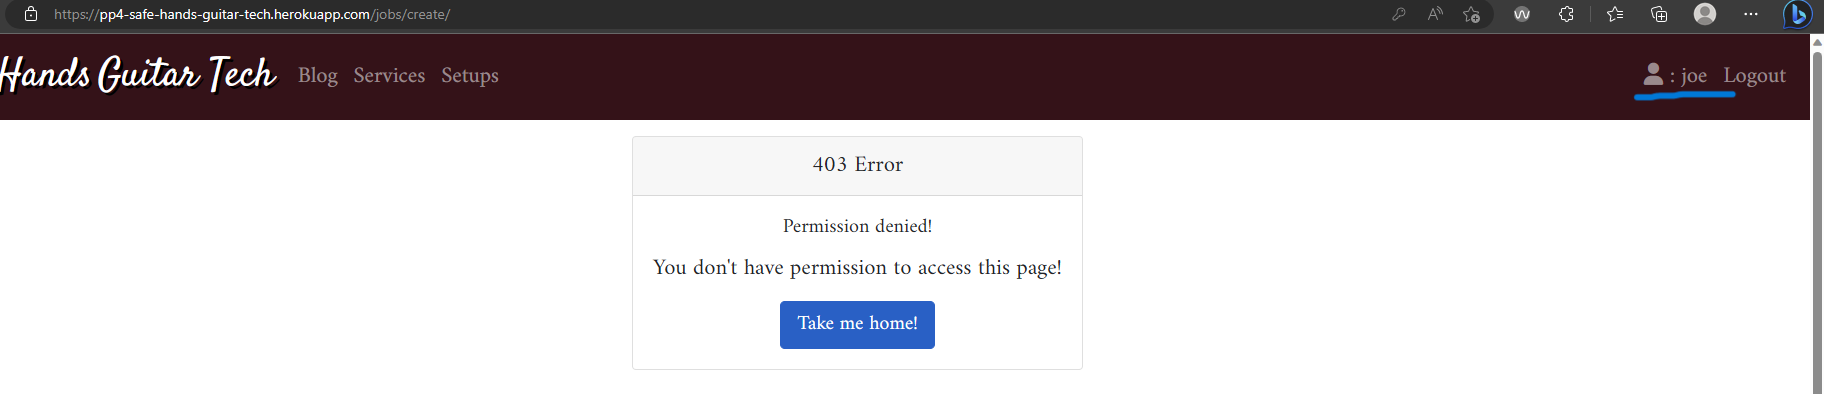 https://pp4-safe-hands-guitar-tech.herokuapp.com/jobs/create/
Hands Guitar Tech Blog Services Setups : joe Logout
403 Error
Permission denied!
You don't have permission to access this page!
Take me home!